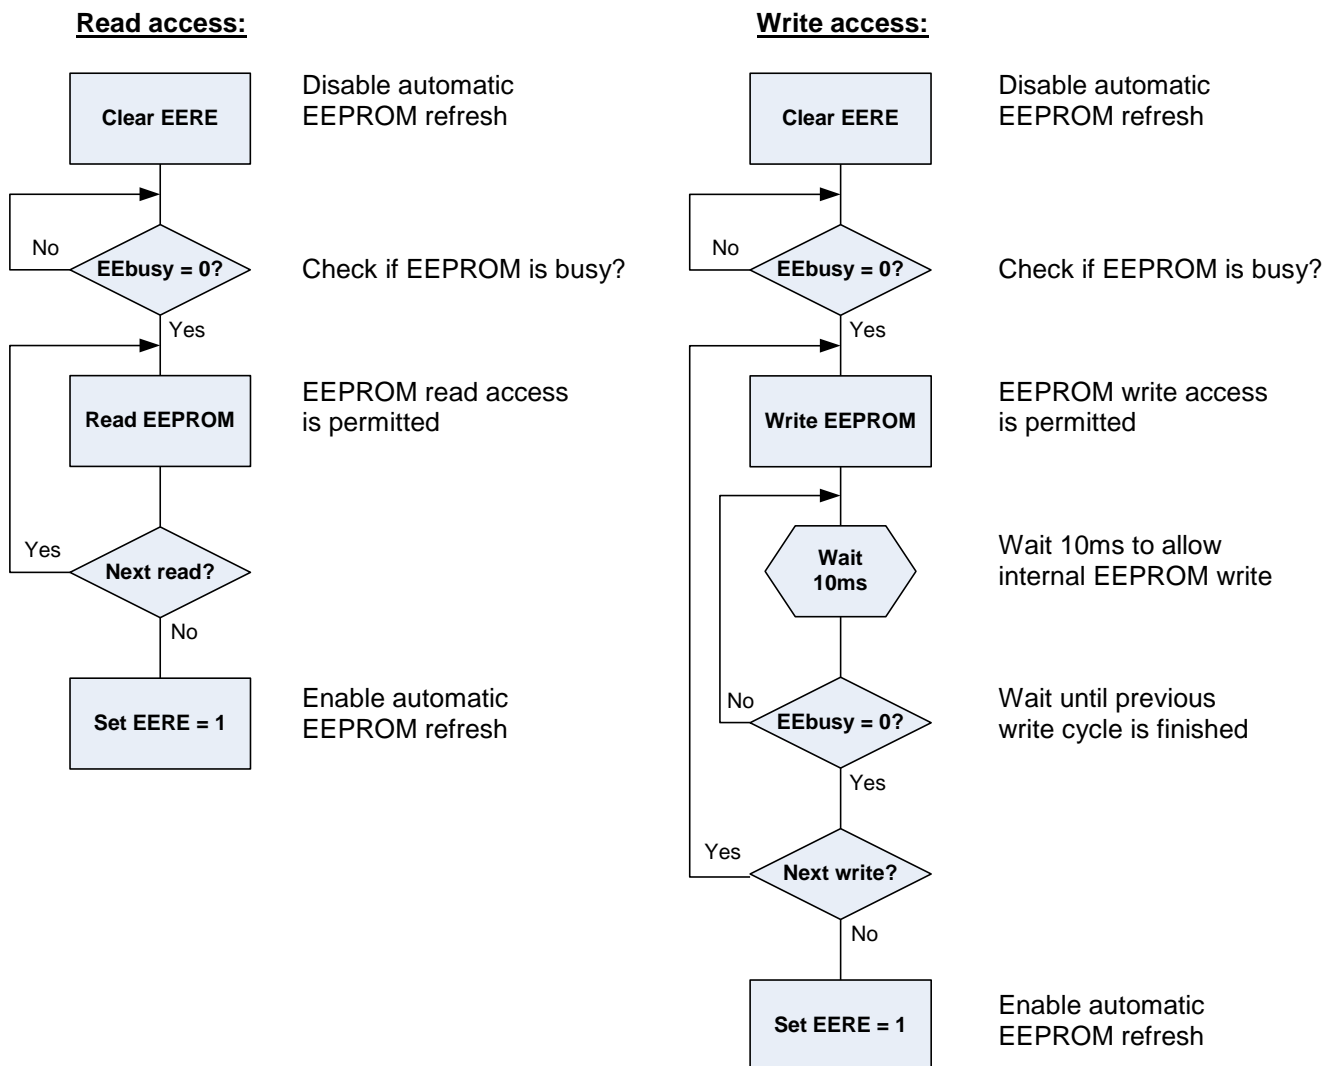 Read access:
Clear EERE
Disable automatic
EEPROM refresh
No
EEbusy = 0?
Check if EEPROM is busy?
Yes
Read EEPROM
EEPROM read access
is permitted
Yes
Next read?
No
Set EERE = 1
Enable automatic
EEPROM refresh
Write access:
Clear EERE
Disable automatic
EEPROM refresh
No
EEbusy = 0?
Check if EEPROM is busy?
Yes
Write EEPROM
EEPROM write access
is permitted
Wait
10ms
Wait 10ms to allow
internal EEPROM write
No
EEbusy = 0?
Wait until previous
write cycle is finished
Yes
Yes
Next write?
No
Set EERE = 1
Enable automatic
EEPROM refresh